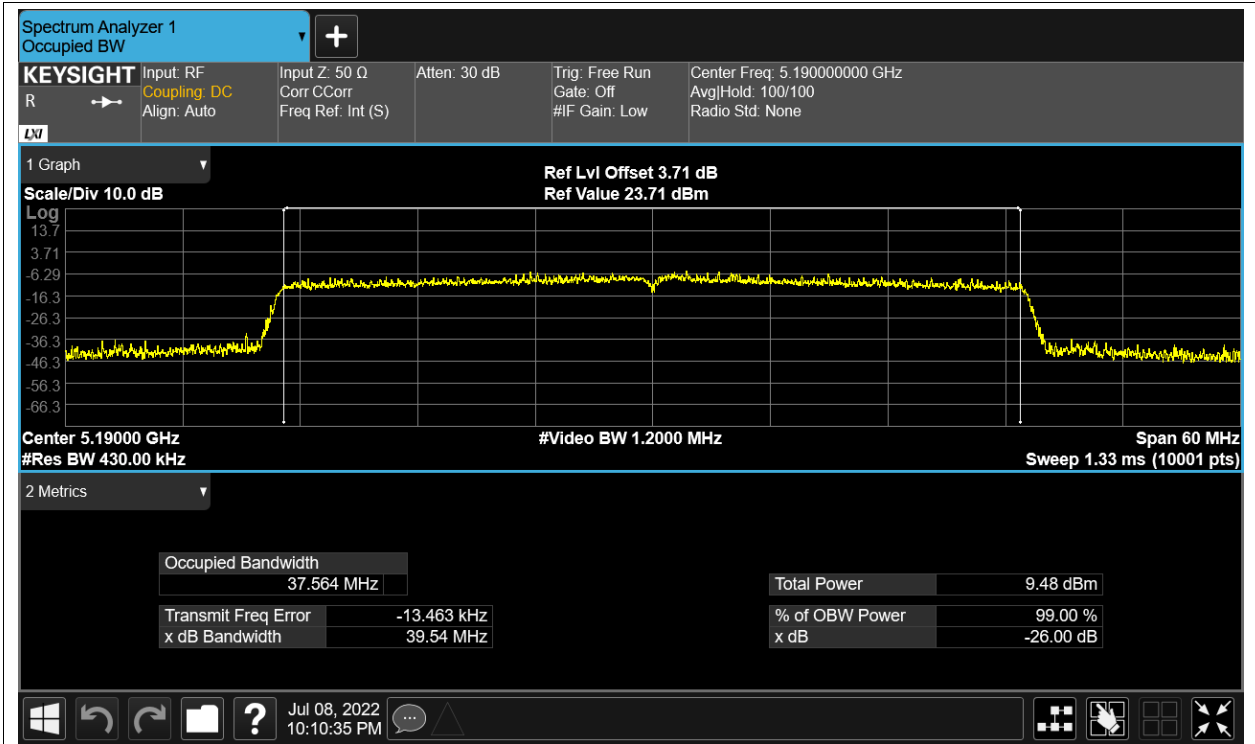 Spectrum Analyzer 1
Occupied BW
KEYSIGHT
R
LXI
Input: RF
Coupling: DC
Align: Auto
Input Z: 50 Ω
Corr CCorr
Freq Ref: Int (S)
Atten: 30 dB
Trig: Free Run
Gate: Off
#IF Gain: Low
Center Freq: 5.190000000 GHz
Avg|Hold: 100/100
Radio Std: None
1 Graph
Scale/Div 10.0 dB
Ref Lvl Offset 3.71 dB
Ref Value 23.71 dBm
Log
13.7
3.71
-6.29
-16.3
-26.3
-36.3
-46.3
-56.3
-66.3
Center 5.19000 GHz
#Res BW 430.00 kHz
#Video BW 1.2000 MHz
Span 60 MHz
Sweep 1.33 ms (10001 pts)
2 Metrics
Occupied Bandwidth
37.564 MHz
Transmit Freq Error -13.463 kHz
x dB Bandwidth 39.54 MHz
Total Power 9.48 dBm
% of OBW Power 99.00 %
x dB -26.00 dB
?
Jul 08, 2022
10:10:35 PM